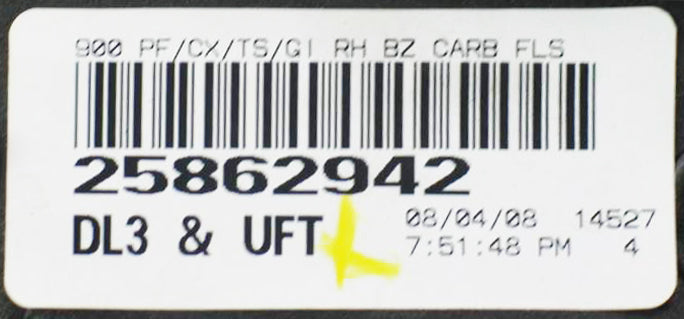 900 PF/CX/TS/GI RH BZ CARB FLS
25862942
DL3 & UFT
08/04/08 14527
7:51:48 PM 4